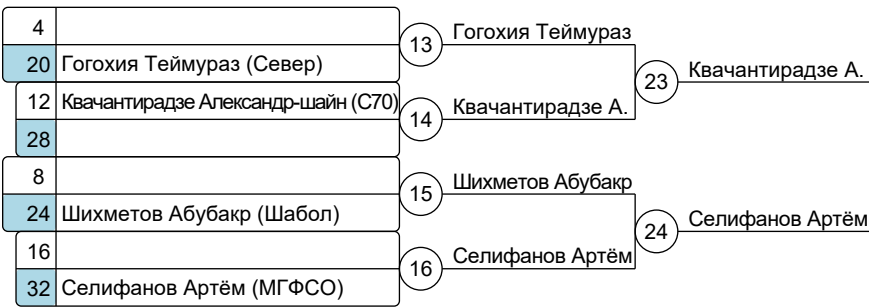 4
20 Гогохия Теймураз (Север)
13 Гогохия Теймураз
12 Квачантирадзе Александр-шайн (С70)
28
14 Квачантирадзе А.
23 Квачантирадзе А.
8
24 Шихметов Абубакр (Шабол)
15 Шихметов Абубакр
16
32 Селифанов Артём (МГФСО)
16 Селифанов Артём
24 Селифанов Артём